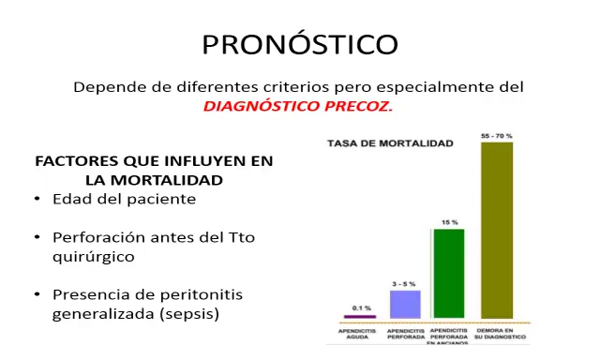 PRONÓSTICO
Depende de diferentes criterios pero especialmente del
DIAGNÓSTICO PRECOZ.
FACTORES QUE INFLUYEN EN
LA MORTALIDAD
• Edad del paciente
• Perforación antes del Tto
quirúrgico
• Presencia de peritonitis
generalizada (sepsis)
TASA DE MORTALIDAD
55 - 70 %
15 %
3 - 5 %
0.1 %
APENDICITIS
AGUDA
APENDICITIS
PERFORADA
APENDICITIS
PERFORADA
EN ANCIANOS
DEMORA EN
SU DIAGNOSTICO